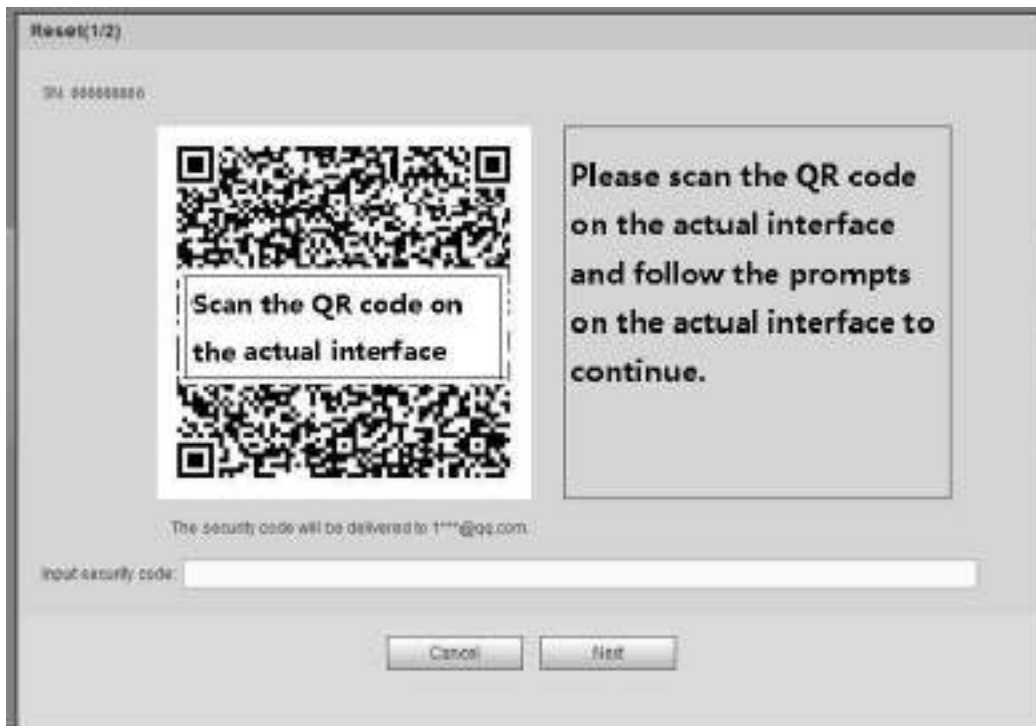 Reset(1/2)
SN:
Scan the QR code on
the actual interface
Please scan the QR code
on the actual interface
and follow the prompts
on the actual interface to
continue.
The security code will be delivered to 1***@qq.com.
Input security code:
Cancel
Next